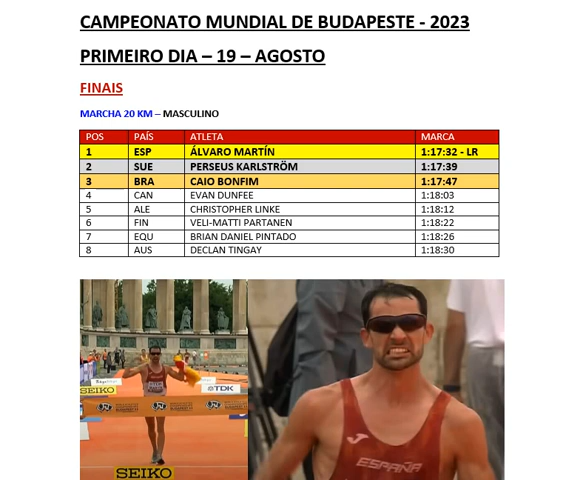 CAMPEONATO MUNDIAL DE BUDAPESTE - 2023
PRIMEIRO DIA – 19 – AGOSTO
FINAIS
MARCHA 20 KM – MASCULINO
POS PAÍS ATLETA MARCA
1 ESP ÁLVARO MARTÍN 1:17:32 - LR
2 SUE PERSEUS KARLSTRÖM 1:17:39
3 BRA CAIO BONFIM 1:17:47
4 CAN EVAN DUNFEE 1:18:03
5 ALE CHRISTOPHER LINKE 1:18:12
6 FIN VELI-MATTI PARTANEN 1:18:22
7 EQU BRIAN DANIEL PINTADO 1:18:26
8 AUS DECLAN TINGAY 1:18:30
SEIKO
TDK
SEIKO
ESPAÑA